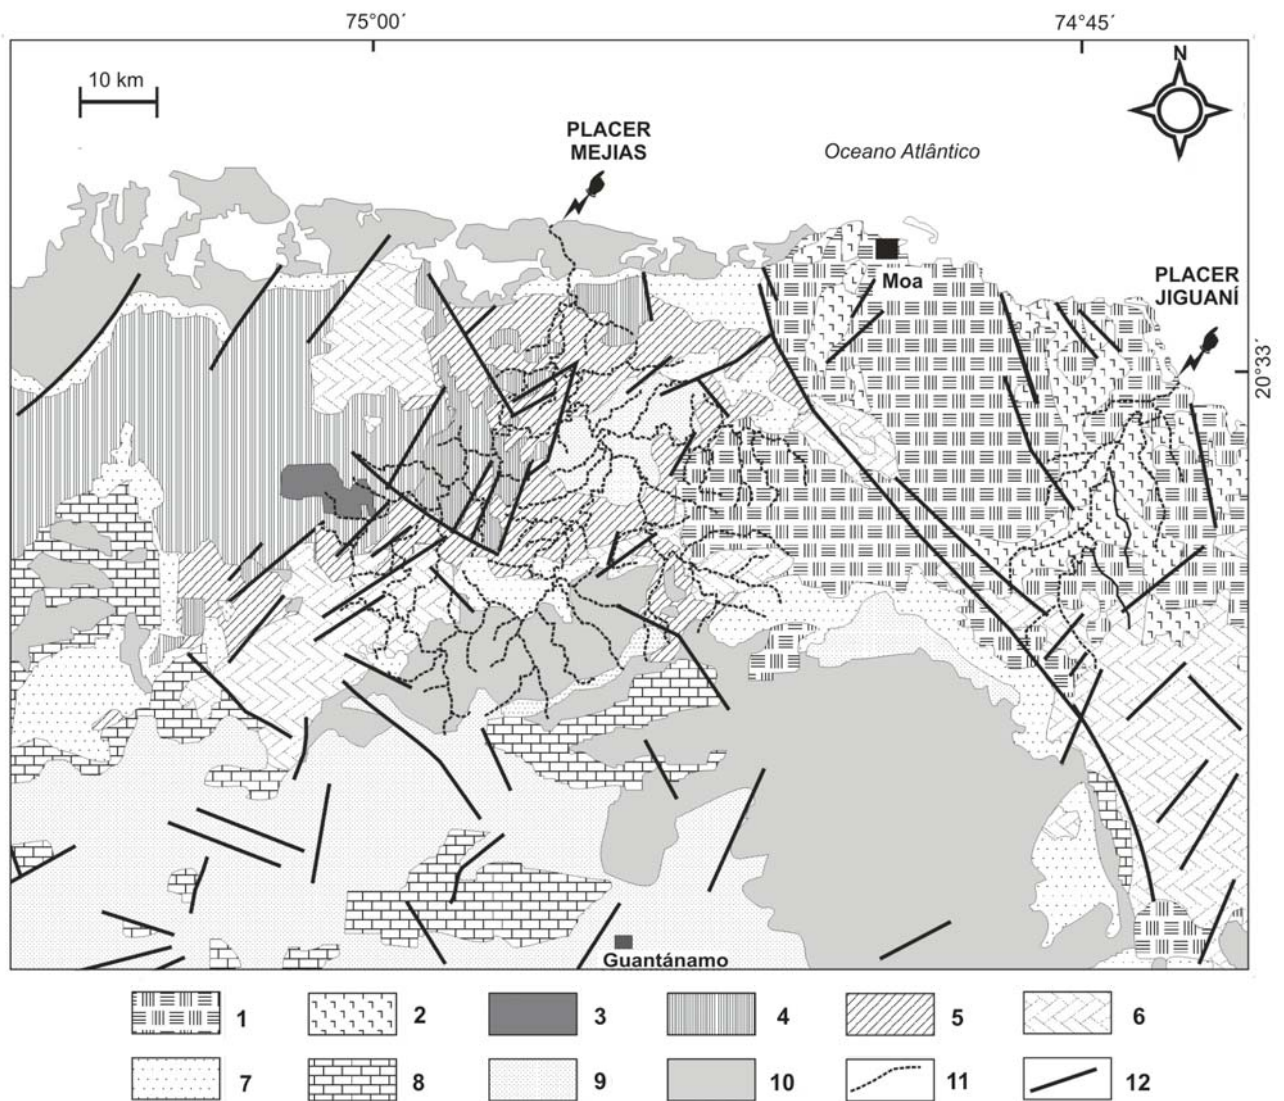 75°00´
74°45´
10 km
N
PLACER
MEJIAS
Oceano Atlântico
Moa
PLACER
JIGUANÍ
20°33´
Guantánamo
1
2
3
4
5
6
7
8
9
10
11
12